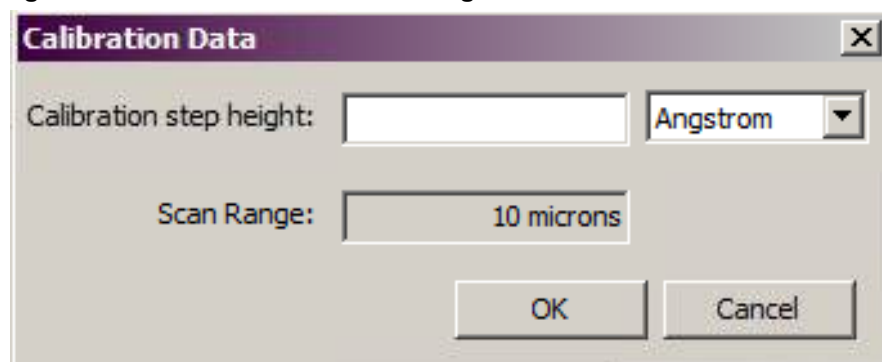 Calibration Data
Calibration step height: Angstrom
Scan Range: 10 microns
OK Cancel